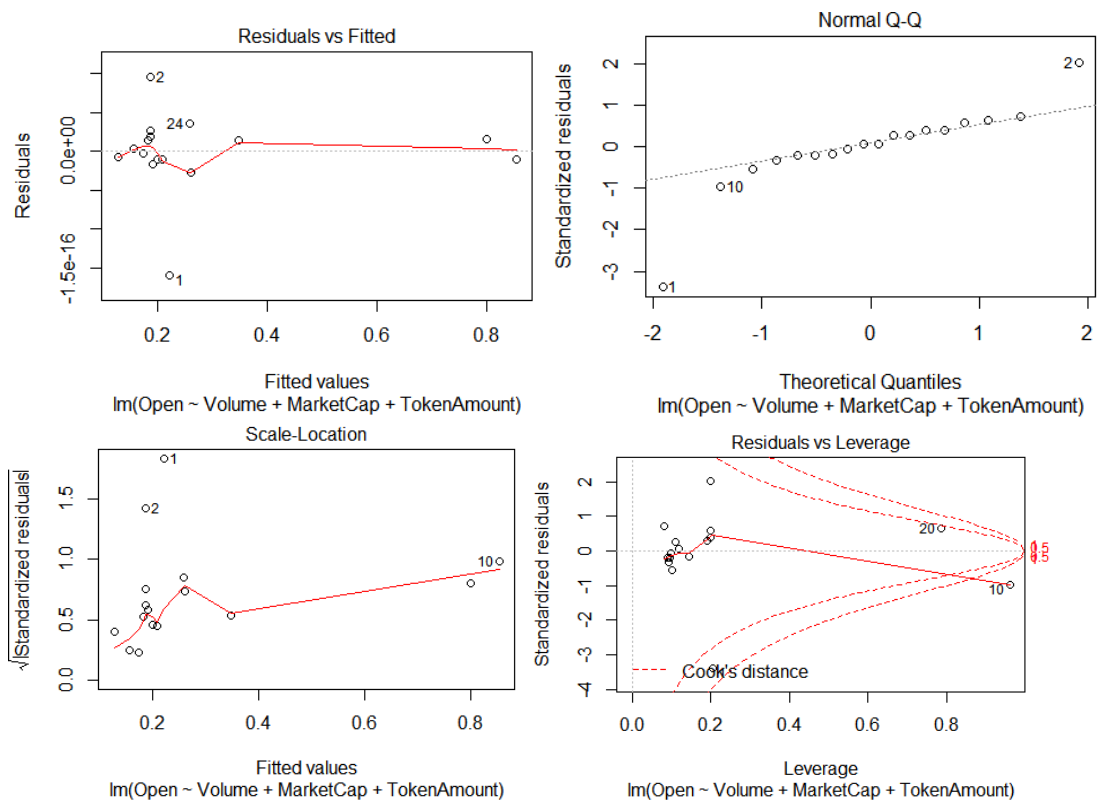 Residuals vs Fitted
Residuals
0.0e+00
-1.5e-16
2
24
1
0.2 0.4 0.6 0.8
Fitted values
lm(Open ~ Volume + MarketCap + TokenAmount)
Normal Q-Q
Standardized residuals
2
1
0
-1
-2
-3
2
10
1
-2 -1 0 1 2
Theoretical Quantiles
lm(Open ~ Volume + MarketCap + TokenAmount)
Scale-Location
√|Standardized residuals|
1.5
1.0
0.5
0.0
1
2
10
0.2 0.4 0.6 0.8
Fitted values
lm(Open ~ Volume + MarketCap + TokenAmount)
Residuals vs Leverage
Standardized residuals
2
1
0
-1
-2
-3
-4
20
10
Cook's distance
0.0 0.2 0.4 0.6 0.8
Leverage
lm(Open ~ Volume + MarketCap + TokenAmount)